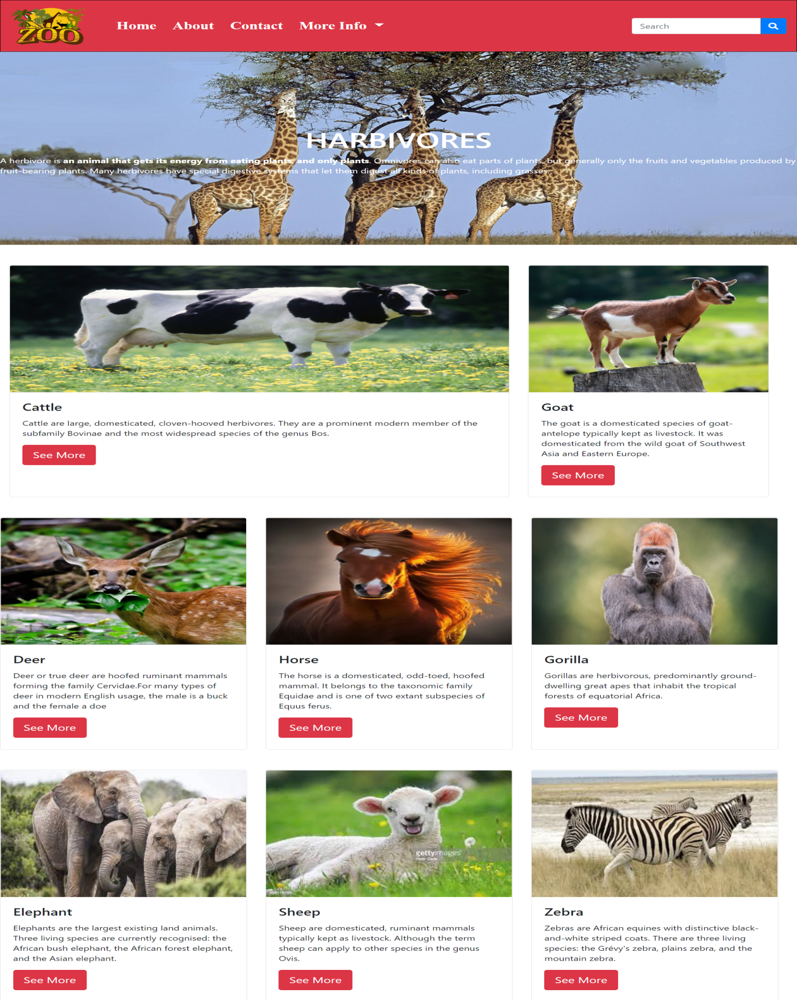 ZOO
Home About Contact More Info
Search
HARBIVORES
A herbivore is an animal that gets its energy from eating plants, and only plants. Omnivores can also eat parts of plants, but generally only the fruits and vegetables produced by
fruit-bearing plants. Many herbivores have special digestive systems that let them digest all kinds of plants, including grasses.
Cattle
Cattle are large, domesticated, cloven-hooved herbivores. They are a prominent modern member of the
subfamily Bovinae and the most widespread species of the genus Bos.
See More
Goat
The goat is a domesticated species of goat-
antelope typically kept as livestock. It was
domesticated from the wild goat of Southwest
Asia and Eastern Europe.
See More
Deer
Deer or true deer are hoofed ruminant mammals
forming the family Cervidae.For many types of
deer in modern English usage, the male is a buck
and the female a doe
See More
Horse
The horse is a domesticated, odd-toed, hoofed
mammal. It belongs to the taxonomic family
Equidae and is one of two extant subspecies of
Equus ferus.
See More
Gorilla
Gorillas are herbivorous, predominantly ground-
dwelling great apes that inhabit the tropical
forests of equatorial Africa.
See More
gettyimages
Elephant
Elephants are the largest existing land animals.
Three living species are currently recognised: the
African bush elephant, the African forest elephant,
and the Asian elephant.
See More
Sheep
Sheep are domesticated, ruminant mammals
typically kept as livestock. Although the term
sheep can apply to other species in the genus
Ovis.
See More
Zebra
Zebras are African equines with distinctive black-
and-white striped coats. There are three living
species: the Grévy's zebra, plains zebra, and the
mountain zebra.
See More